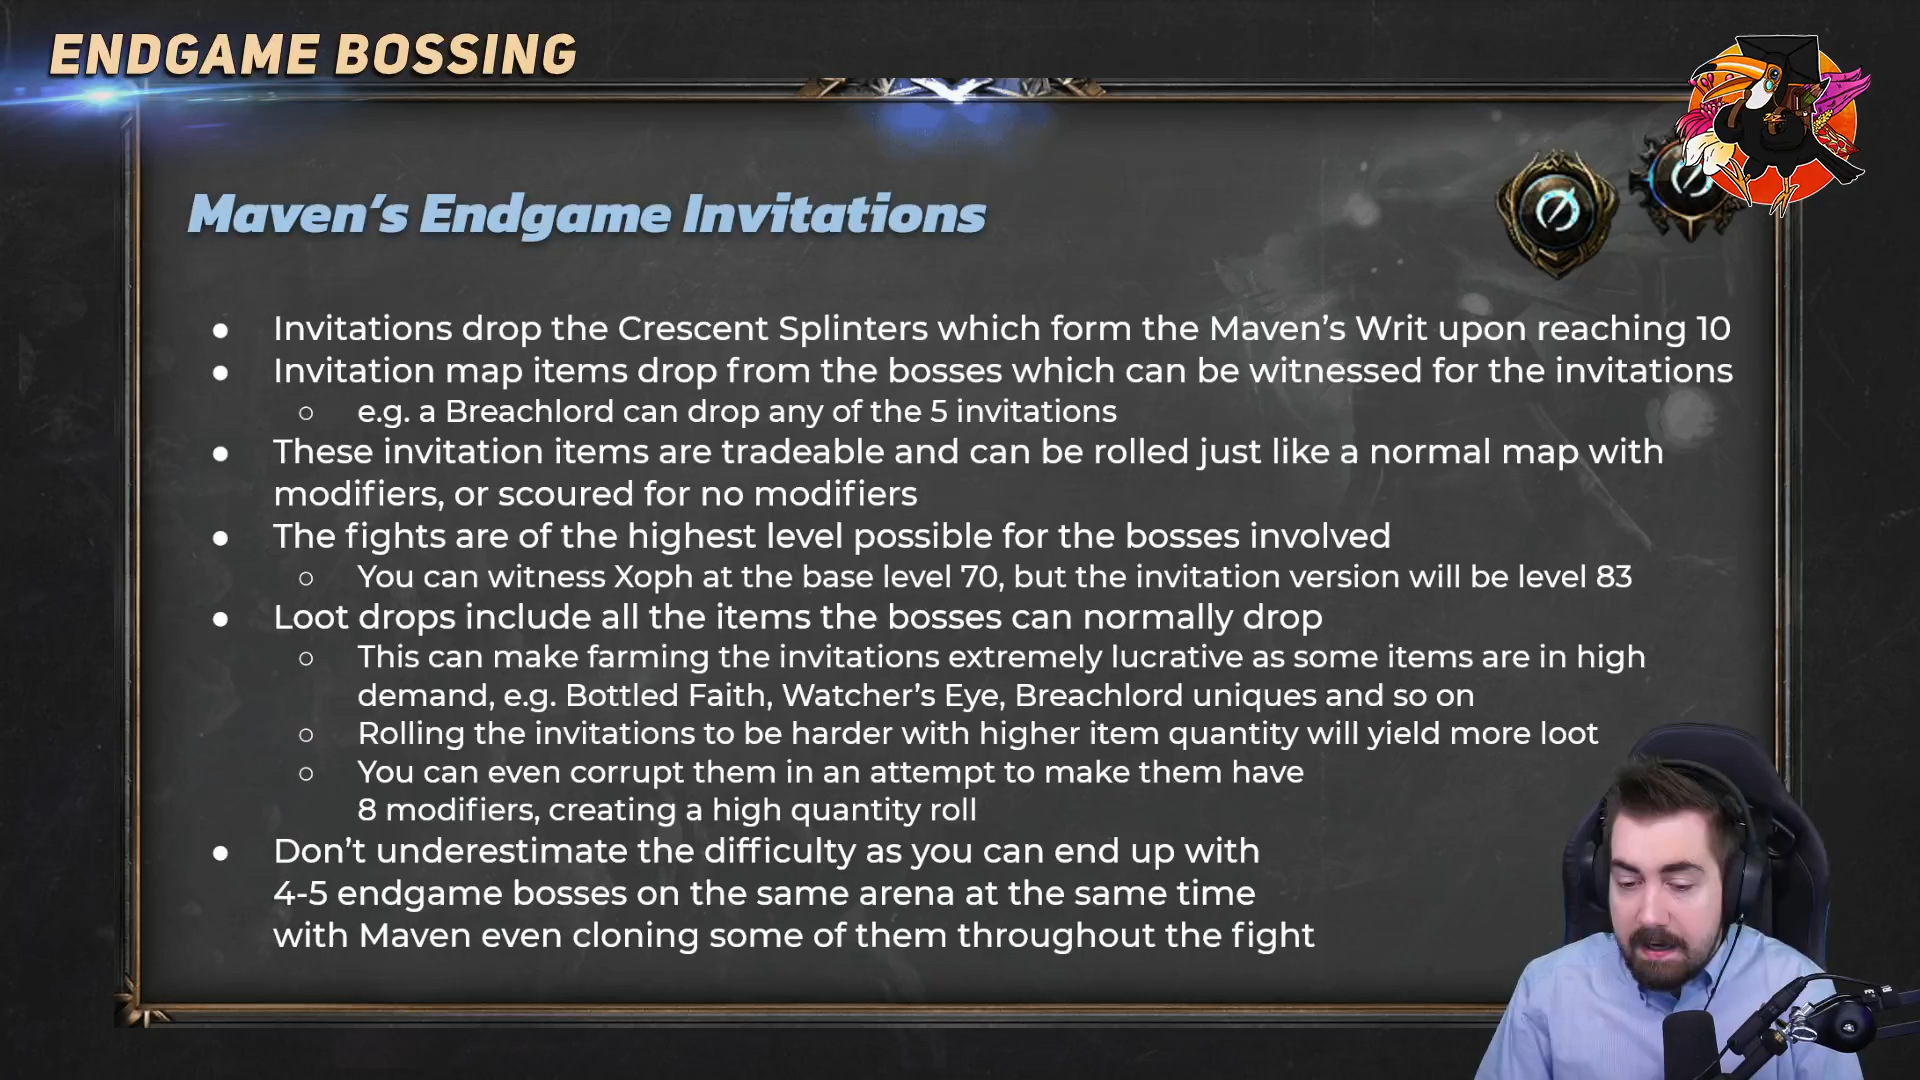 ENDGAME BOSSING
Maven's Endgame Invitations
● Invitations drop the Crescent Splinters which form the Maven's Writ upon reaching 10
● Invitation map items drop from the bosses which can be witnessed for the invitations
○ e.g. a Breachlord can drop any of the 5 invitations
● These invitation items are tradeable and can be rolled just like a normal map with
modifiers, or scoured for no modifiers
● The fights are of the highest level possible for the bosses involved
○ You can witness Xoph at the base level 70, but the invitation version will be level 83
● Loot drops include all the items the bosses can normally drop
○ This can make farming the invitations extremely lucrative as some items are in high
demand, e.g. Bottled Faith, Watcher's Eye, Breachlord uniques and so on
○ Rolling the invitations to be harder with higher item quantity will yield more loot
○ You can even corrupt them in an attempt to make them have
8 modifiers, creating a high quantity roll
● Don't underestimate the difficulty as you can end up with
4-5 endgame bosses on the same arena at the same time
with Maven even cloning some of them throughout the fight